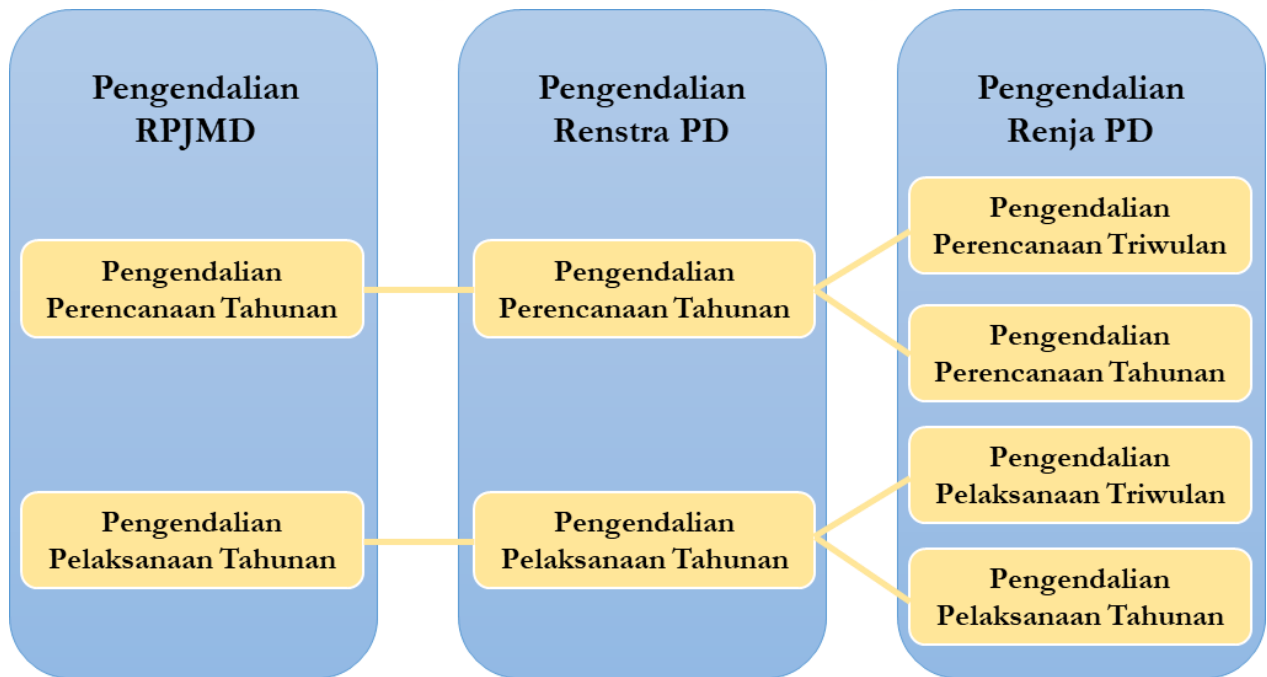 Pengendalian
RPJMD
Pengendalian
Perencanaan Tahunan
Pengendalian
Pelaksanaan Tahunan
Pengendalian
Renstra PD
Pengendalian
Perencanaan Tahunan
Pengendalian
Pelaksanaan Tahunan
Pengendalian
Renja PD
Pengendalian
Perencanaan Triwulan
Pengendalian
Perencanaan Tahunan
Pengendalian
Pelaksanaan Triwulan
Pengendalian
Pelaksanaan Tahunan